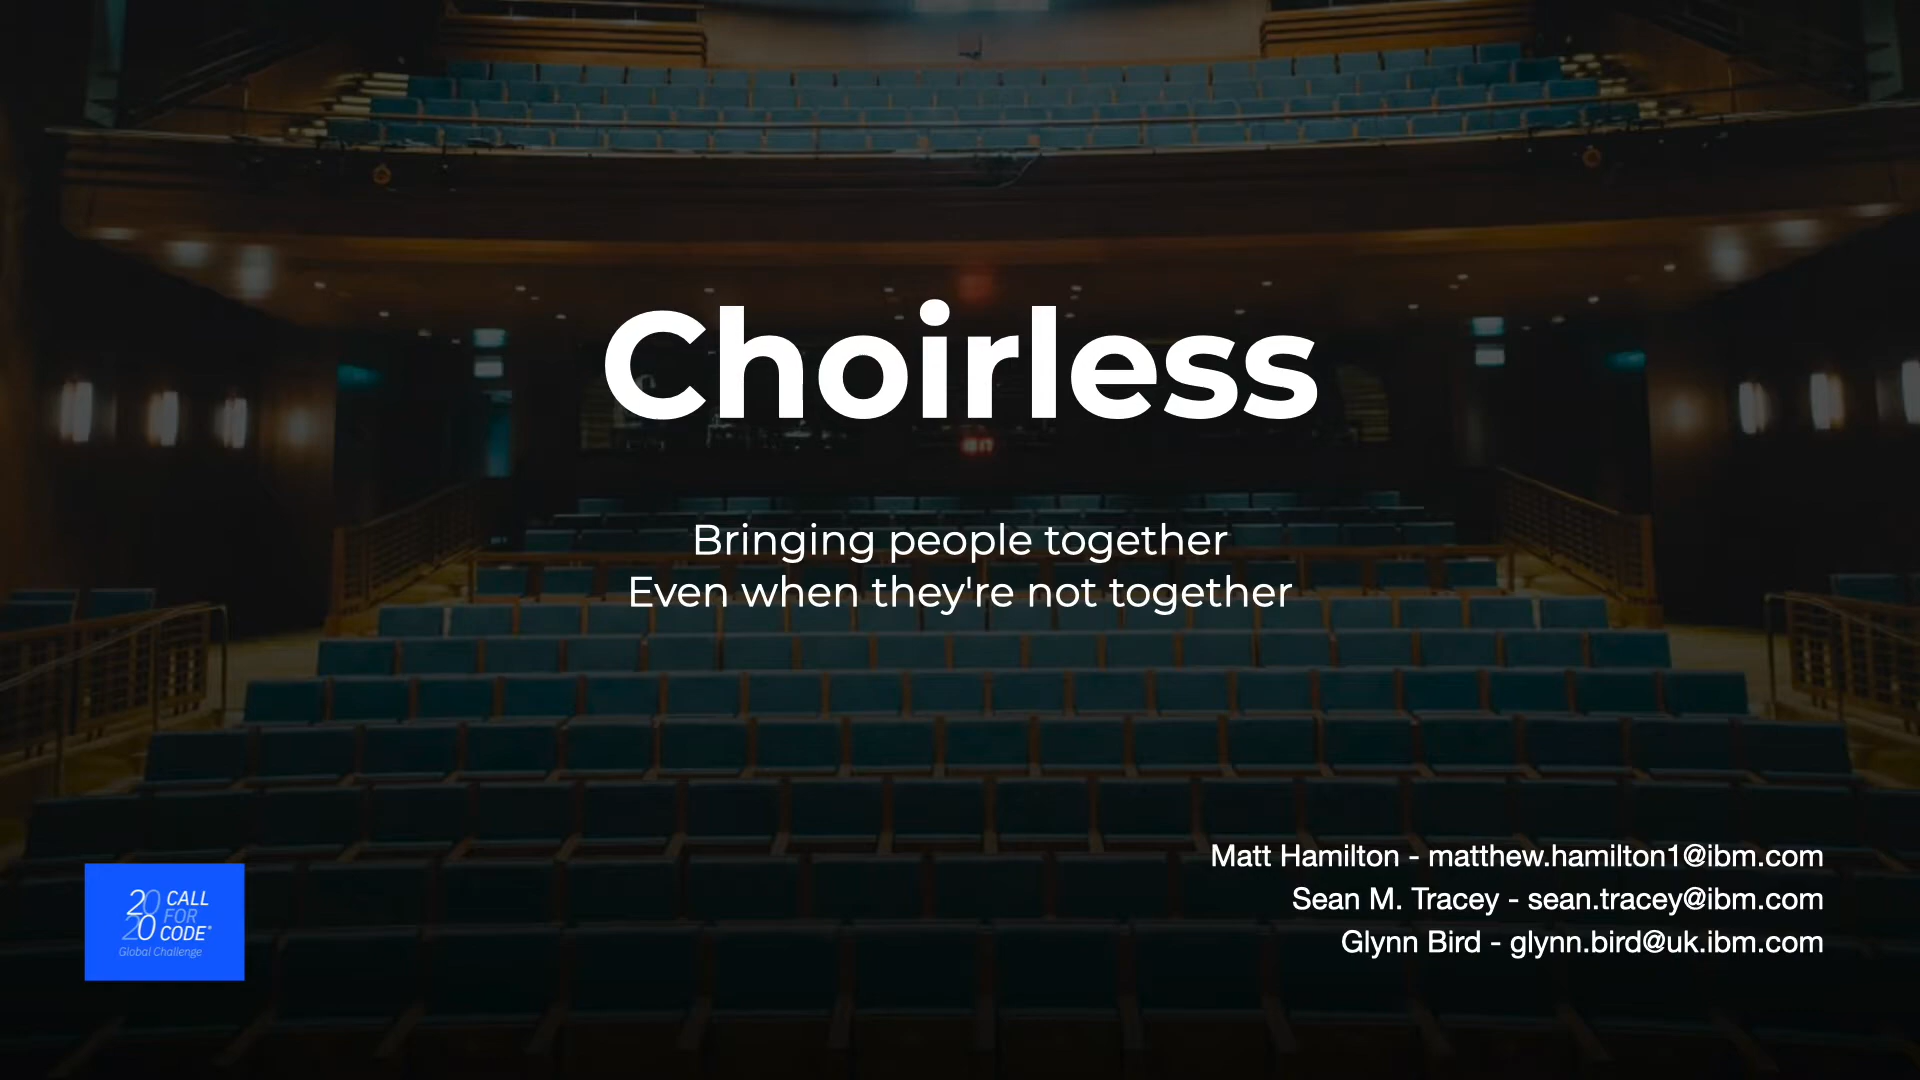 Choirless
Bringing people together
Even when they're not together
Matt Hamilton - matthew.hamilton1@ibm.com
Sean M. Tracey - sean.tracey@ibm.com
Glynn Bird - glynn.bird@uk.ibm.com
2020 CALL
FOR
CODE®
Global Challenge